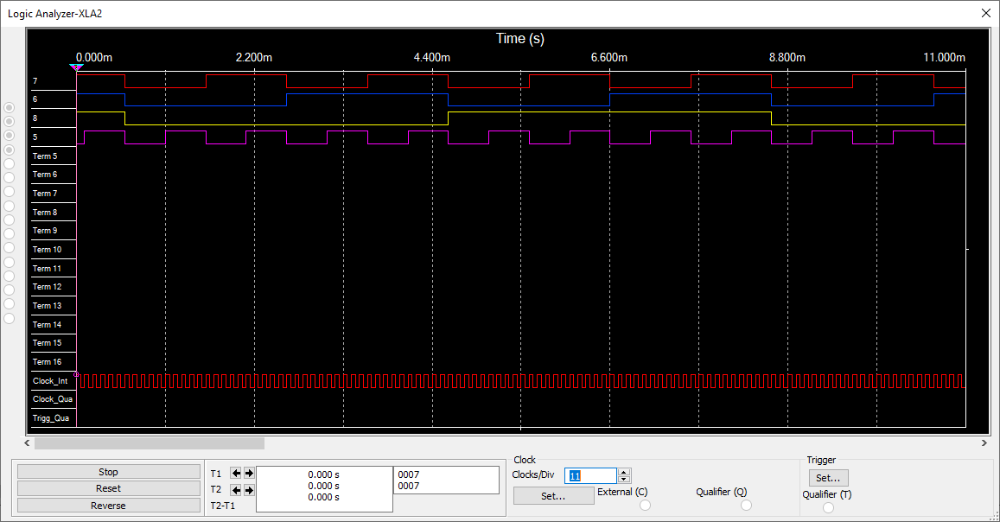 Logic Analyzer-XLA2
Time (s)
0.000m 2.200m 4.400m 6.600m 8.800m 11.000m
7
6
8
5
Term 5
Term 6
Term 7
Term 8
Term 9
Term 10
Term 11
Term 12
Term 13
Term 14
Term 15
Term 16
Clock_Int
Clock_Qua
Trigg_Qua
Stop
Reset
Reverse
T1
T2
T2-T1
0.000 s
0.000 s
0.000 s
0007
0007
Clock
Clocks/Div 11
Set...
External (C)
Qualifier (Q)
Trigger
Set...
Qualifier (T)